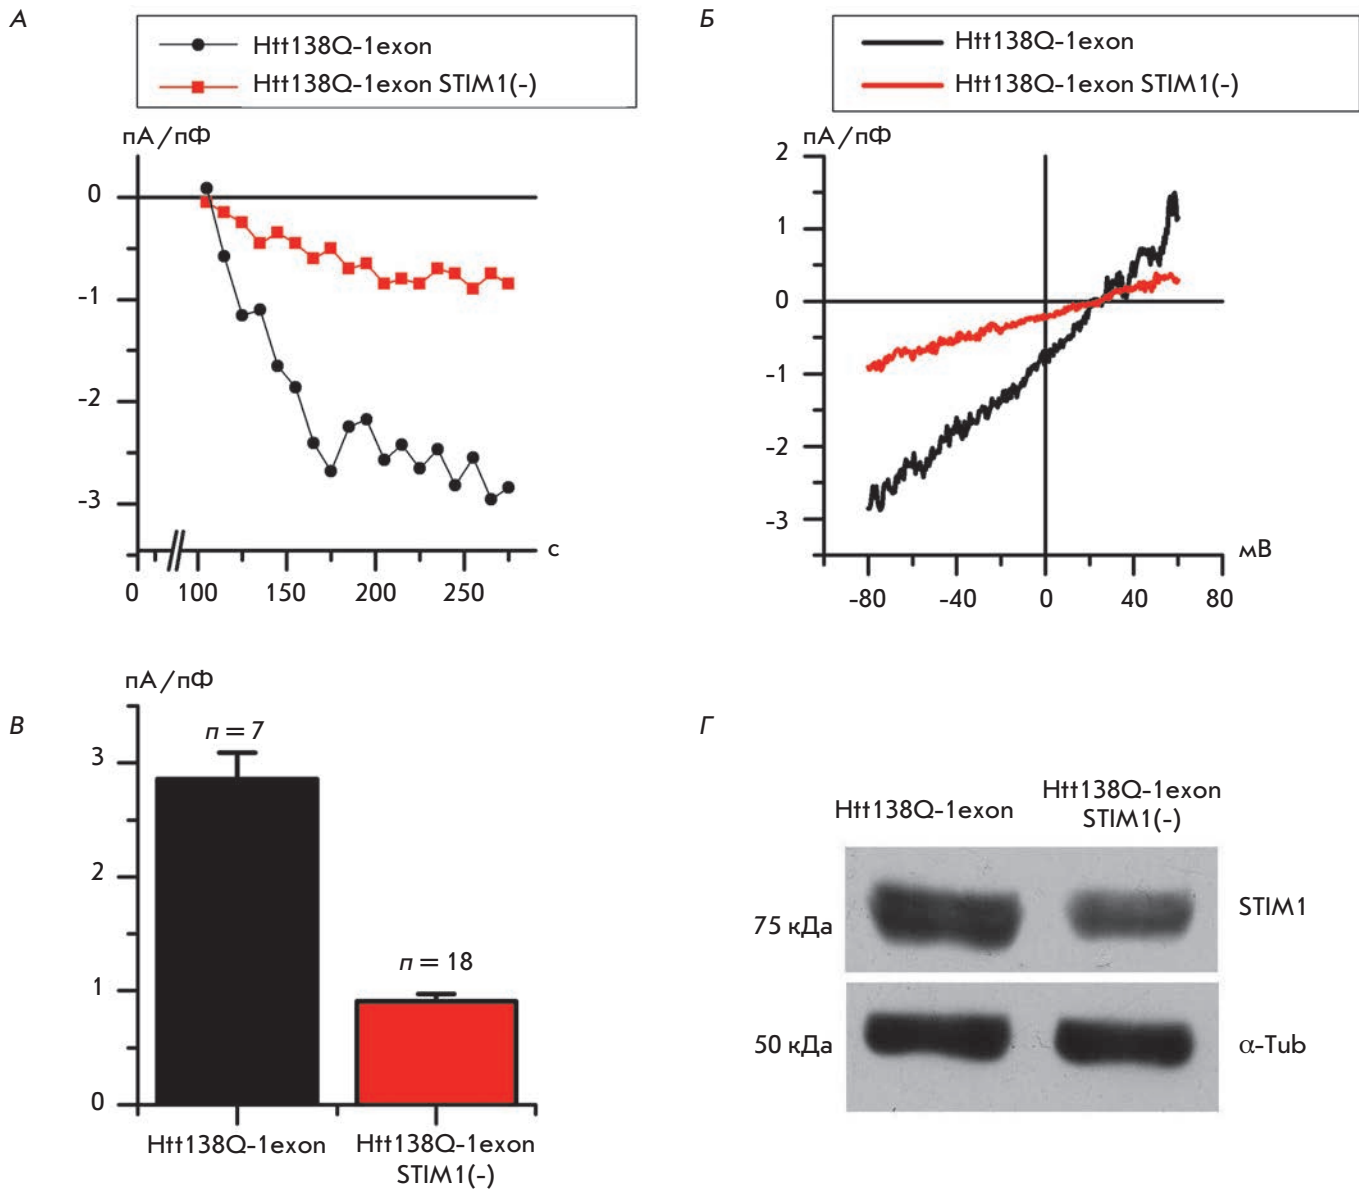 А
Htt138Q-1exon
Htt138Q-1exon STIM1(-)
пА/пФ
0
-1
-2
-3
0 100 150 200 250
с
Б
Htt138Q-1exon
Htt138Q-1exon STIM1(-)
пА/пФ
2
1
0
-1
-2
-3
-80 -40 0 40 80
мВ
В
пА/пФ
n = 7
n = 18
3
2
1
0
Htt138Q-1exon
Htt138Q-1exon
STIM1(-)
Г
Htt138Q-1exon
Htt138Q-1exon
STIM1(-)
75 кДа
STIM1
50 кДа
α-Tub